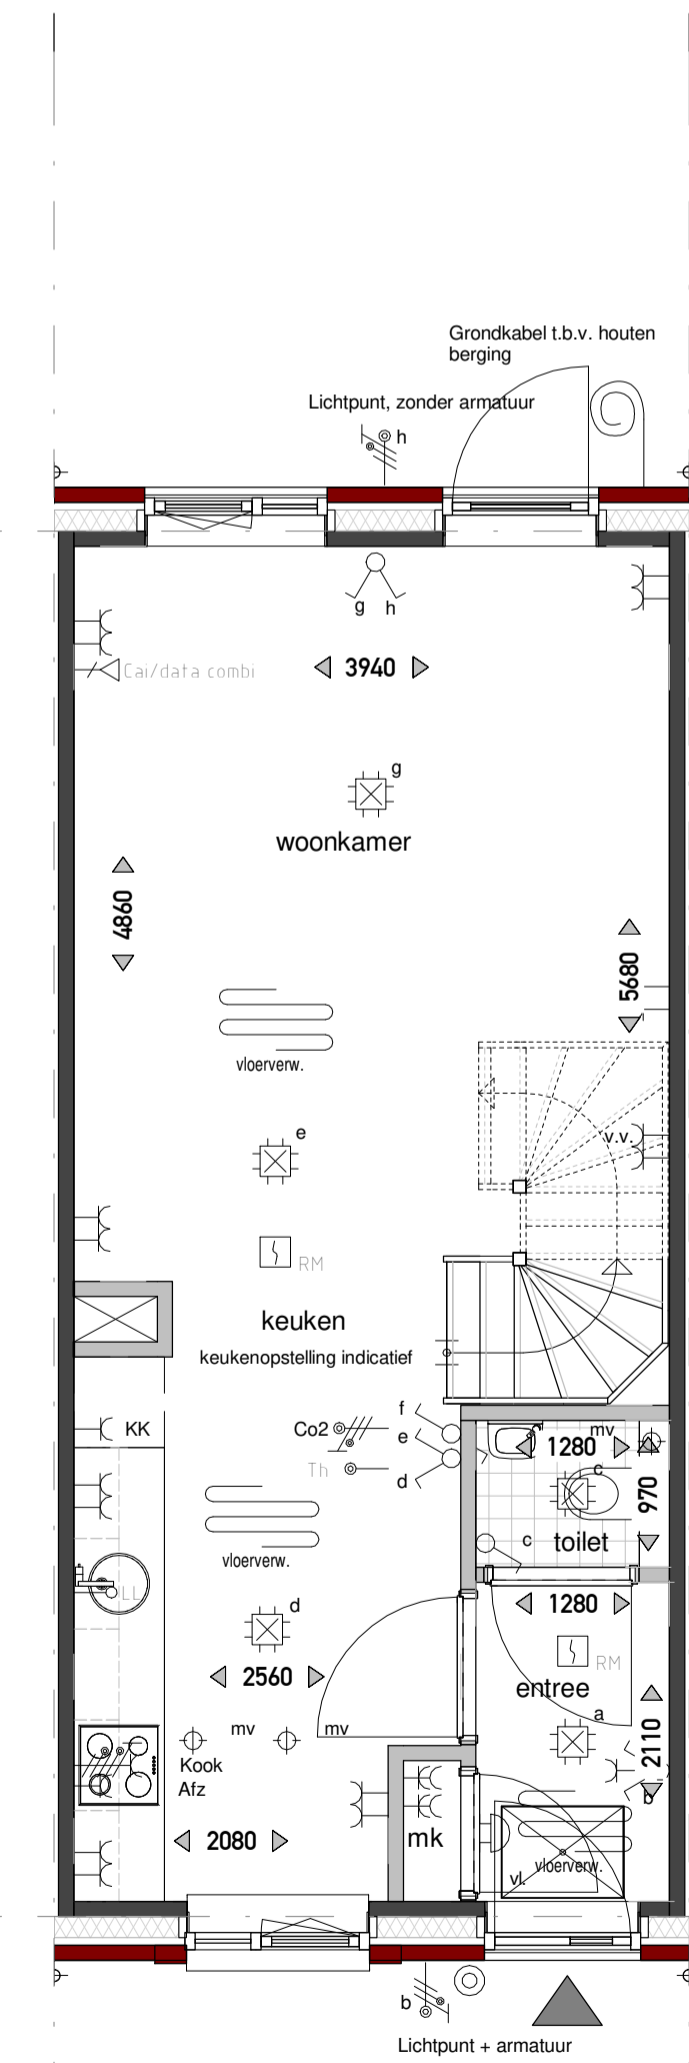 Grondkabel t.b.v. houten
berging
Lichtpunt, zonder armatuur
h
g h
Cai/data combi
3940
g
woonkamer
4860
5680
vloerverw.
e
v.v.
RM
keuken
keukenopstelling indicatief
f
KK
Co2
e
mv
1280
Th
d
c
970
c
toilet
vloerverw.
LL
1280
d
2560
RM
entree
a
mv
mv
2110
Kook
Afz
b
2080
mk
vloerverw.
vl.
b
Lichtpunt + armatuur